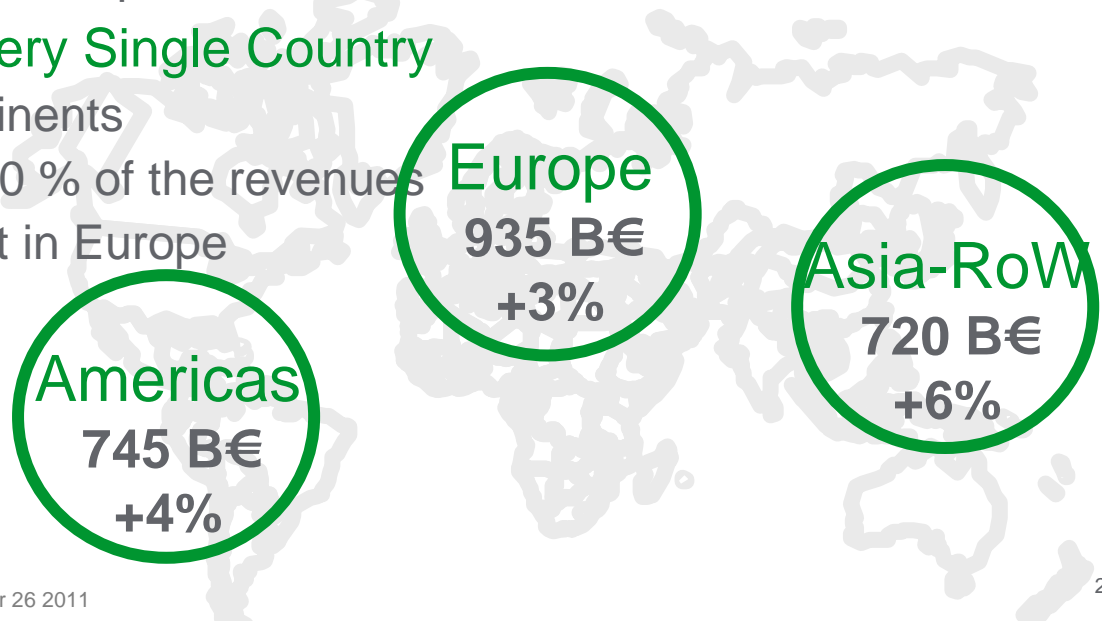 ery Single Country
inents
0 % of the revenues
t in Europe
Europe
935 B€
+3%
Asia-RoW
720 B€
+6%
Americas
745 B€
+4%
r 26 2011
2